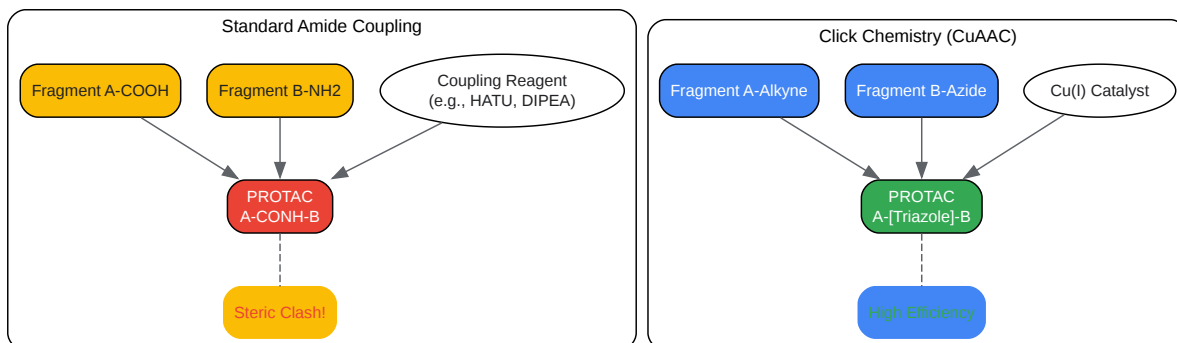 Standard Amide Coupling
Fragment A-COOH
Fragment B-NH2
Coupling Reagent
(e.g., HATU, DIPEA)
PROTAC
A-CONH-B
Steric Clash!
Click Chemistry (CuAAC)
Fragment A-Alkyne
Fragment B-Azide
Cu(I) Catalyst
PROTAC
A-[Triazole]-B
High Efficiency